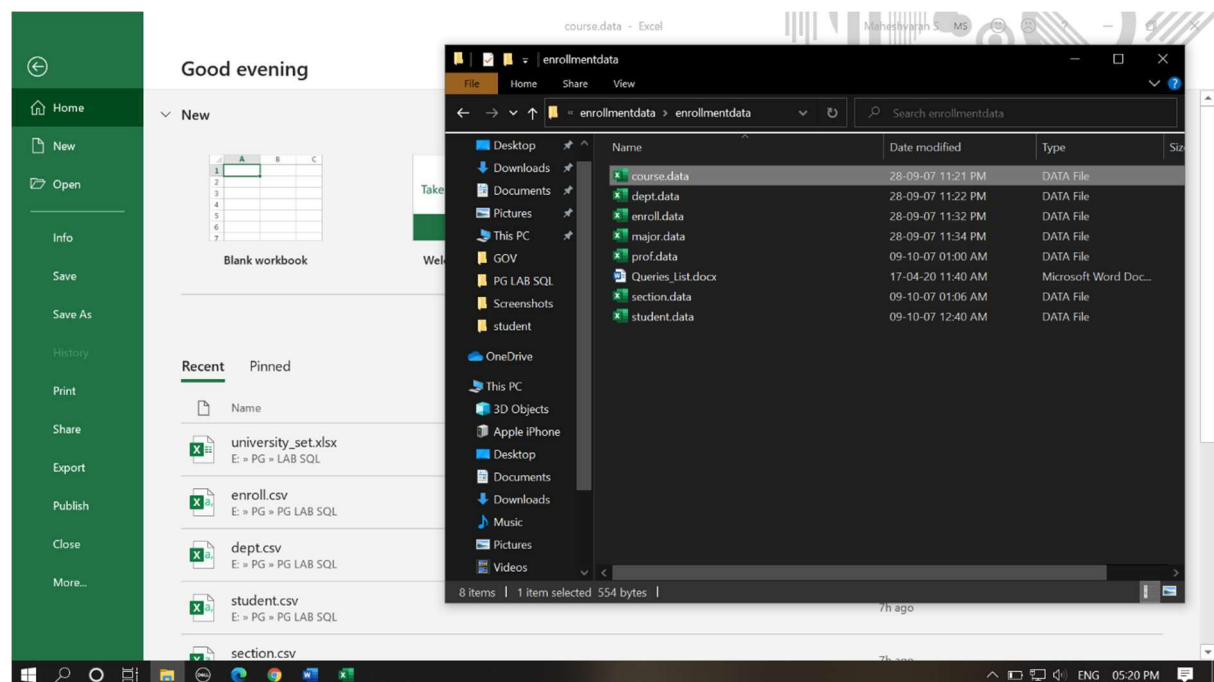 course.data - Excel
Maheshvaran S MS
Good evening
Home
New
Open
Info
Save
Save As
History
Print
Share
Export
Publish
Close
More...
New
A B C
1
2
3
4
5
6
7
Blank workbook
Take
Wel
Recent Pinned
Name
university_set.xlsx
E: » PG » LAB SQL
enroll.csv
E: » PG » PG LAB SQL
dept.csv
E: » PG » PG LAB SQL
student.csv
E: » PG » PG LAB SQL
7h ago
section.csv
7h ago
enrollmentdata
File Home Share View
« enrollmentdata › enrollmentdata
Search enrollmentdata
Desktop
Downloads
Documents
Pictures
This PC
GOV
PG LAB SQL
Screenshots
student
OneDrive
This PC
3D Objects
Apple iPhone
Desktop
Documents
Downloads
Music
Pictures
Videos
Name Date modified Type Siz
course.data 28-09-07 11:21 PM DATA File
dept.data 28-09-07 11:22 PM DATA File
enroll.data 28-09-07 11:32 PM DATA File
major.data 28-09-07 11:34 PM DATA File
prof.data 09-10-07 01:00 AM DATA File
Queries_List.docx 17-04-20 11:40 AM Microsoft Word Doc...
section.data 09-10-07 01:06 AM DATA File
student.data 09-10-07 12:40 AM DATA File
8 items 1 item selected 554 bytes
DELL
ENG 05:20 PM